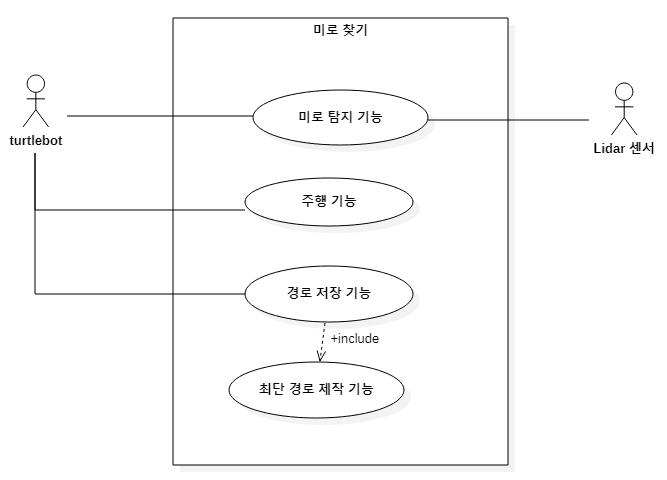 미로 찾기
미로 탐지 기능
turtlebot
Lidar 센서
주행 기능
경로 저장 기능
+include
최단 경로 제작 기능